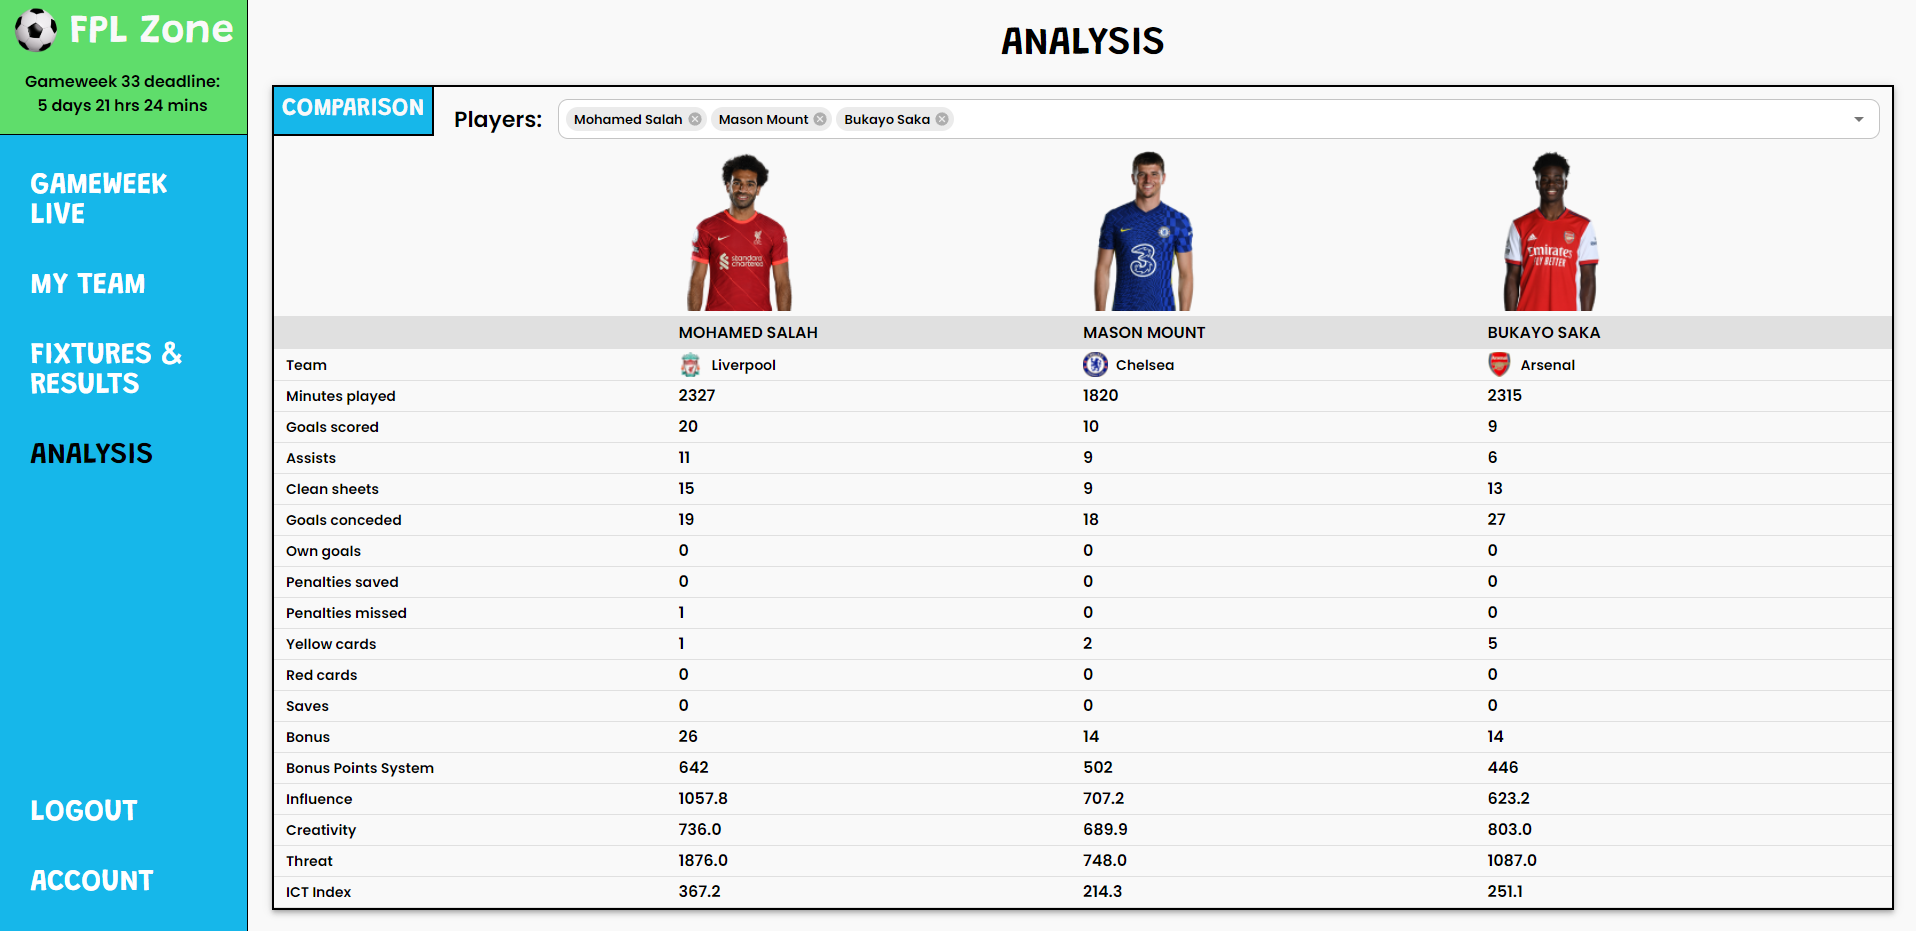 FPL Zone
Gameweek 33 deadline:
5 days 21 hrs 24 mins
GAMEWEEK
LIVE
MY TEAM
FIXTURES &
RESULTS
ANALYSIS
LOGOUT
ACCOUNT
ANALYSIS
COMPARISON
Players: Mohamed Salah Mason Mount Bukayo Saka
standard
chartered
3
Emirates
FLY BETTER
MOHAMED SALAH MASON MOUNT BUKAYO SAKA
Team Liverpool Chelsea Arsenal
Minutes played 2327 1820 2315
Goals scored 20 10 9
Assists 11 9 6
Clean sheets 15 9 13
Goals conceded 19 18 27
Own goals 0 0 0
Penalties saved 0 0 0
Penalties missed 1 0 0
Yellow cards 1 2 5
Red cards 0 0 0
Saves 0 0 0
Bonus 26 14 14
Bonus Points System 642 502 446
Influence 1057.8 707.2 623.2
Creativity 736.0 689.9 803.0
Threat 1876.0 748.0 1087.0
ICT Index 367.2 214.3 251.1